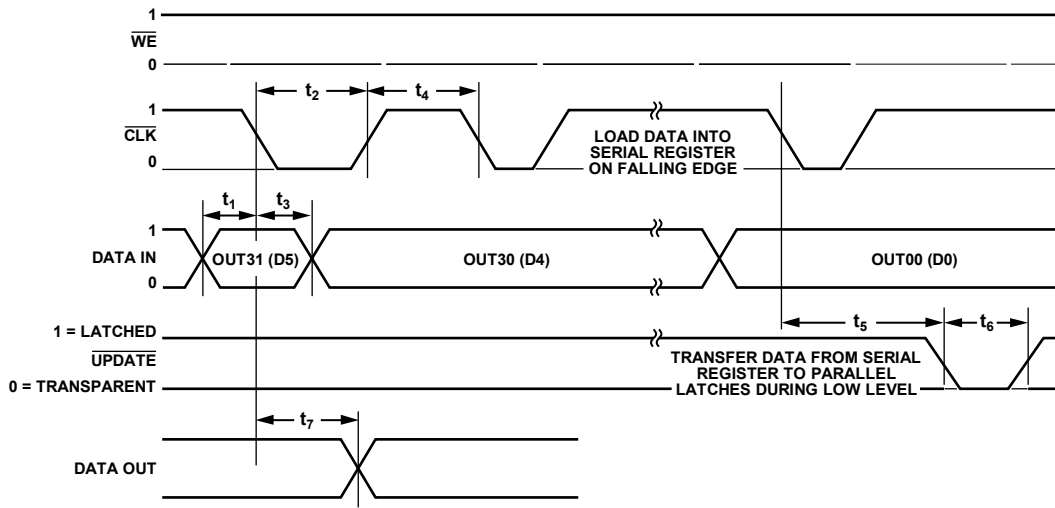 1
WE
0
t2
t4
1
CLK
0
LOAD DATA INTO
SERIAL REGISTER
ON FALLING EDGE
t1
t3
1
DATA IN
0
OUT31 (D5)
OUT30 (D4)
OUT00 (D0)
t5
t6
1 = LATCHED
UPDATE
0 = TRANSPARENT
TRANSFER DATA FROM SERIAL
REGISTER TO PARALLEL
LATCHES DURING LOW LEVEL
t7
DATA OUT